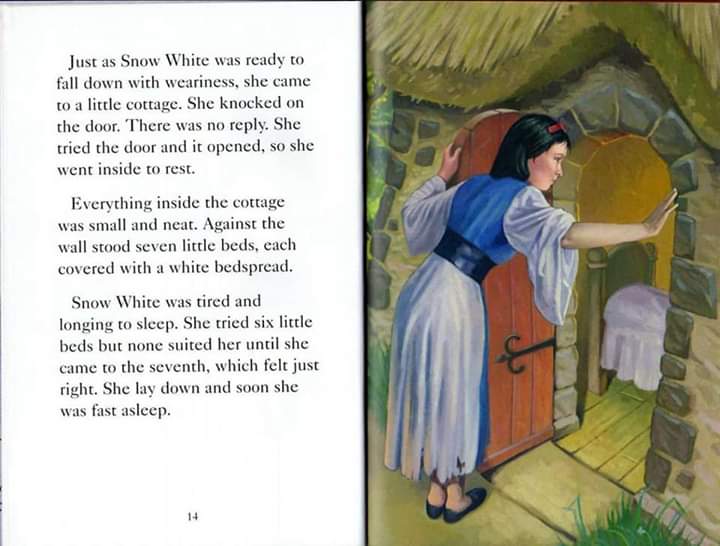 Just as Snow White was ready to
fall down with weariness, she came
to a little cottage. She knocked on
the door. There was no reply. She
tried the door and it opened, so she
went inside to rest.
Everything inside the cottage
was small and neat. Against the
wall stood seven little beds, each
covered with a white bedspread.
Snow White was tired and
longing to sleep. She tried six little
beds but none suited her until she
came to the seventh, which felt just
right. She lay down and soon she
was fast asleep.
14